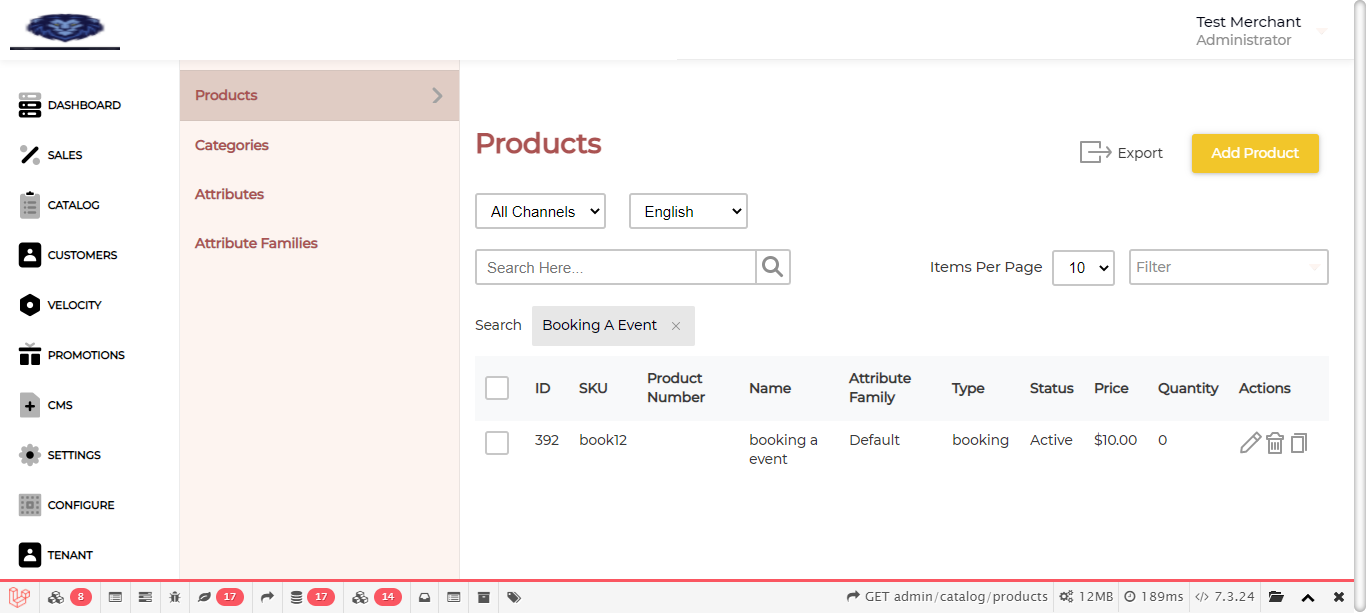 Test Merchant
Administrator
DASHBOARD
SALES
CATALOG
CUSTOMERS
VELOCITY
PROMOTIONS
CMS
SETTINGS
CONFIGURE
TENANT
Products
Categories
Attributes
Attribute Families
Products
Export
Add Product
All Channels
English
Search Here...
Items Per Page
10
Filter
Search
Booking A Event
ID SKU Product Number Name Attribute Family Type Status Price Quantity Actions
392 book12 booking a event Default booking Active $10.00 0
8
17
17
14
GET admin/catalog/products
12MB
189ms
7.3.24